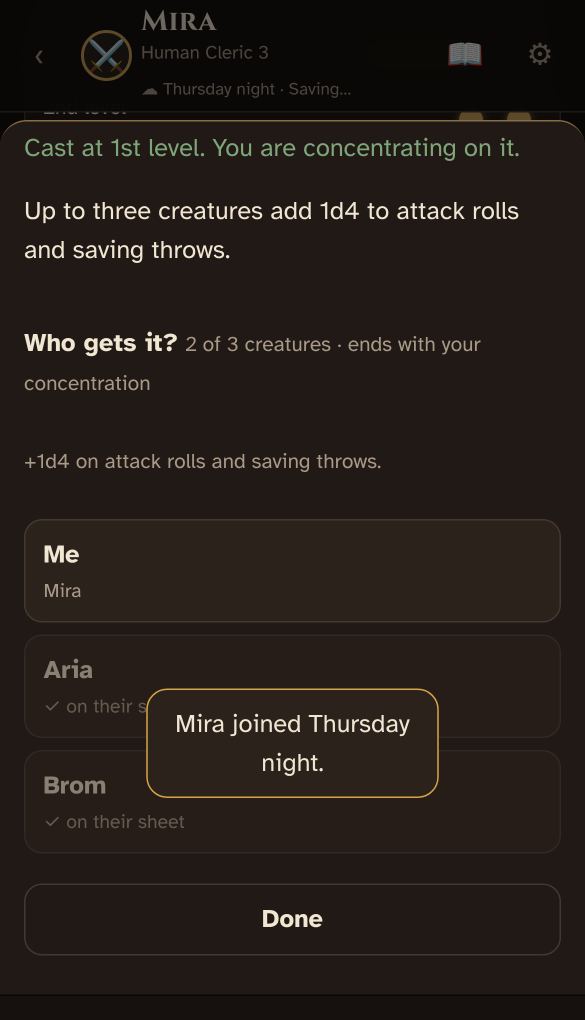 ‹
MIRA
Human Cleric 3
Thursday night · Saving...
Cast at 1st level. You are concentrating on it.
Up to three creatures add 1d4 to attack rolls
and saving throws.
Who gets it? 2 of 3 creatures · ends with your
concentration
+1d4 on attack rolls and saving throws.
Me
Mira
Aria
✓ on their
Mira joined Thursday
night.
Brom
✓ on their sheet
Done